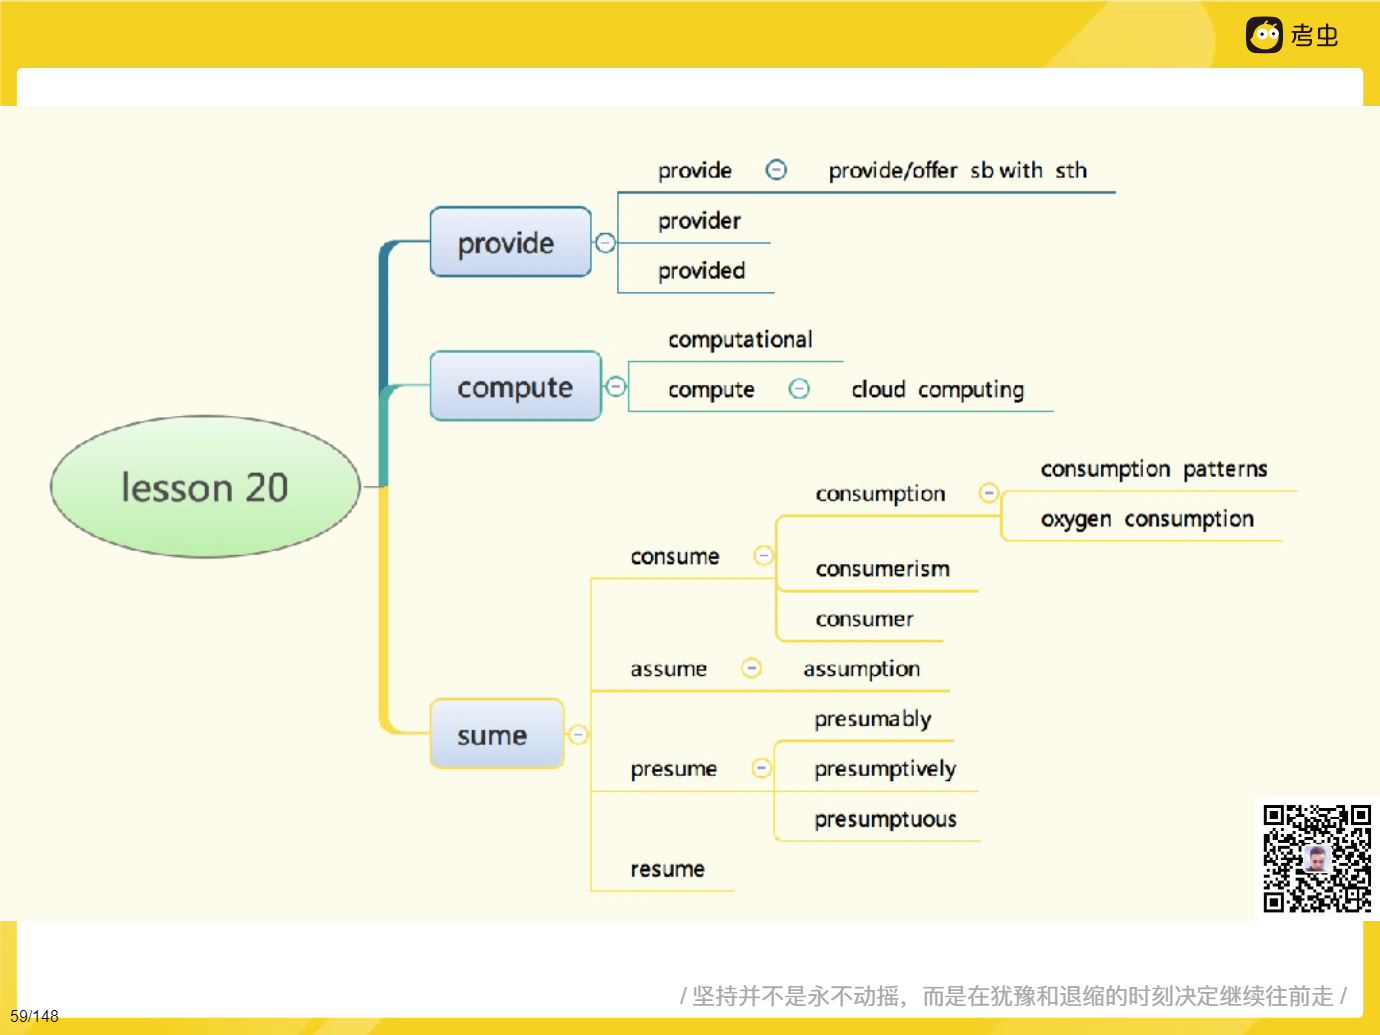 考虫
provide
provide
provide/offer sb with sth
provider
provided
compute
computational
compute
cloud computing
lesson 20
sume
consume
consumption
consumption patterns
oxygen consumption
consumerism
consumer
assume
assumption
presume
presumably
presumptively
presumptuous
resume
/ 坚持并不是永不动摇，而是在犹豫和退缩的时刻决定继续往前走 /
59/148